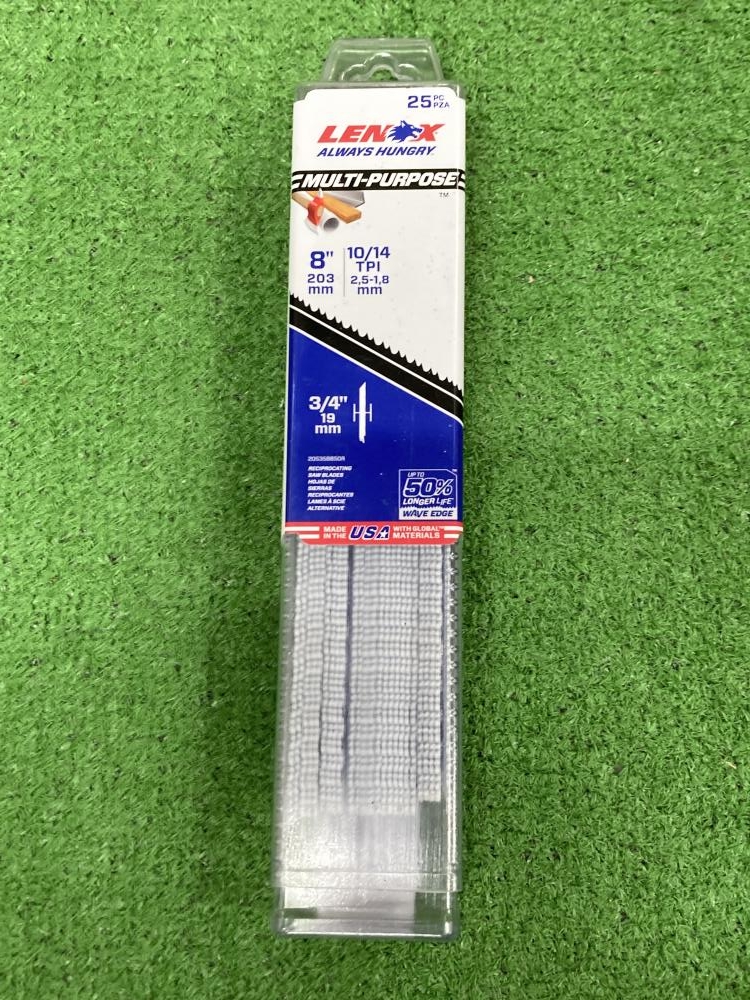 25 PC
PZA
LENOX
ALWAYS HUNGRY
MULTI-PURPOSE
TM
8"
203
mm
10/14
TPI
2,5-1,8
mm
3/4"
19
mm
20535B850R
RECIPROCATING
SAW BLADES
HOJAS DE
SIERRAS
RECIPROCANTES
LAMES À SCIE
ALTERNATIVE
UP TO
50%
LONGER LIFE
WAVE EDGE
MADE
IN THE
USA
WITH GLOBAL
MATERIALS